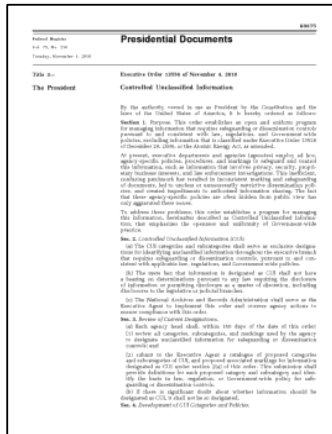 68675
Federal Register
Vol. 75, No. 216
Tuesday, November 9, 2010
Presidential Documents
Title 3—
The President
Executive Order 13556 of November 4, 2010
Controlled Unclassified Information
By the authority vested in me as President by the Constitution and the
laws of the United States of America, it is hereby ordered as follows:
Section 1. Purpose. This order establishes an open and uniform program
for managing information that requires safeguarding or dissemination controls
pursuant to and consistent with law, regulations, and Government-wide
policies, excluding information that is classified under Executive Order 13526
of December 29, 2009, or the Atomic Energy Act, as amended.
At present, executive departments and agencies (agencies) employ ad hoc,
agency-specific policies, procedures, and markings to safeguard and control
this information, such as information that involves privacy, security, propri-
etary business interests, and law enforcement investigations. This inefficient,
confusing patchwork has resulted in inconsistent marking and safeguarding
of documents, led to unclear or unnecessarily restrictive dissemination poli-
cies, and created impediments to authorized information sharing. The fact
that these agency-specific policies are often hidden from public view has
only aggravated these issues.
To address these problems, this order establishes a program for managing
this information, hereinafter described as Controlled Unclassified Informa-
tion, that emphasizes the openness and uniformity of Government-wide
practice.
Sec. 2. Controlled Unclassified Information (CUI).
(a) The CUI categories and subcategories shall serve as exclusive designa-
tions for identifying unclassified information throughout the executive branch
that requires safeguarding or dissemination controls, pursuant to and con-
sistent with applicable law, regulations, and Government-wide policies.
(b) The mere fact that information is designated as CUI shall not have
a bearing on determinations pursuant to any law requiring the disclosure
of information or permitting disclosure as a matter of discretion, including
disclosures to the legislative or judicial branches.
(c) The National Archives and Records Administration shall serve as the
Executive Agent to implement this order and oversee agency actions to
ensure compliance with this order.
Sec. 3. Review of Current Designations.
(a) Each agency head shall, within 180 days of the date of this order:
(1) review all categories, subcategories, and markings used by the agency
to designate unclassified information for safeguarding or dissemination
controls; and
(2) submit to the Executive Agent a catalogue of proposed categories
and subcategories of CUI, and proposed associated markings for information
designated as CUI under section 2(a) of this order. This submission shall
provide definitions for each proposed category and subcategory and identi-
fy the basis in law, regulation, or Government-wide policy for safe-
guarding or dissemination controls.
(b) If there is significant doubt about whether information should be
designated as CUI, it shall not be so designated.
Sec. 4. Development of CUI Categories and Policies.